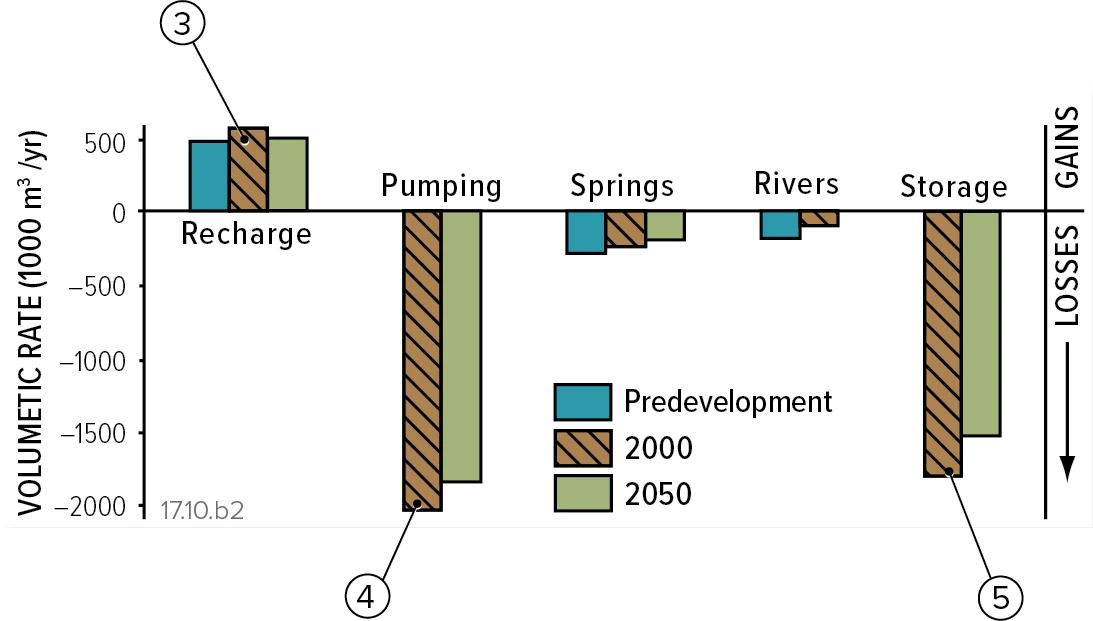 3
VOLUMETIC RATE (1000 m³ /yr)
500
0
–500
–1000
–1500
–2000
Recharge
Pumping
Springs
Rivers
Storage
GAINS
LOSSES
Predevelopment
2000
2050
17.10.b2
4
5